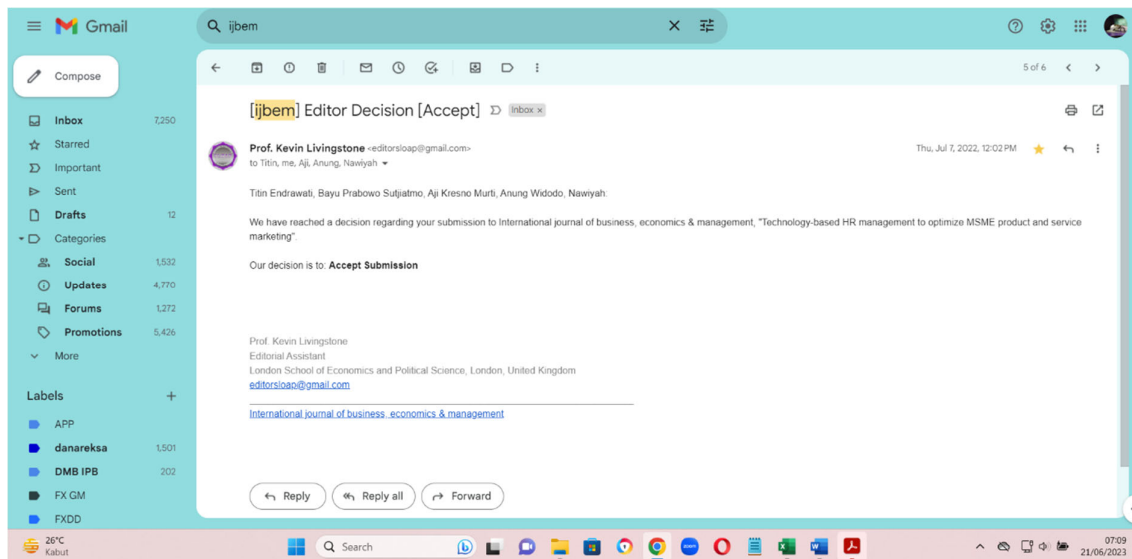 Gmail
ijbem
Compose
5 of 6
Inbox 7,250
Starred
Important
Sent
Drafts 12
Categories
Social 1,532
Updates 4,770
Forums 1,272
Promotions 5,426
More
Labels
APP
danareksa 1,501
DMB IPB 202
FX GM
FXDD
[ijbem] Editor Decision [Accept] Inbox ×
Prof. Kevin Livingstone <editorsloap@gmail.com> Thu, Jul 7, 2022, 12:02 PM
to Titin, me, Aji, Anung, Nawiyah
Titin Endrawati, Bayu Prabowo Sutjiatmo, Aji Kresno Murti, Anung Widodo, Nawiyah:
We have reached a decision regarding your submission to International journal of business, economics & management, "Technology-based HR management to optimize MSME product and service
marketing".
Our decision is to: Accept Submission
Prof. Kevin Livingstone
Editorial Assistant
London School of Economics and Political Science, London, United Kingdom
editorsloap@gmail.com
International journal of business, economics & management
Reply Reply all Forward
26°C
Kabut
Search
zoom
07:09
21/06/2023